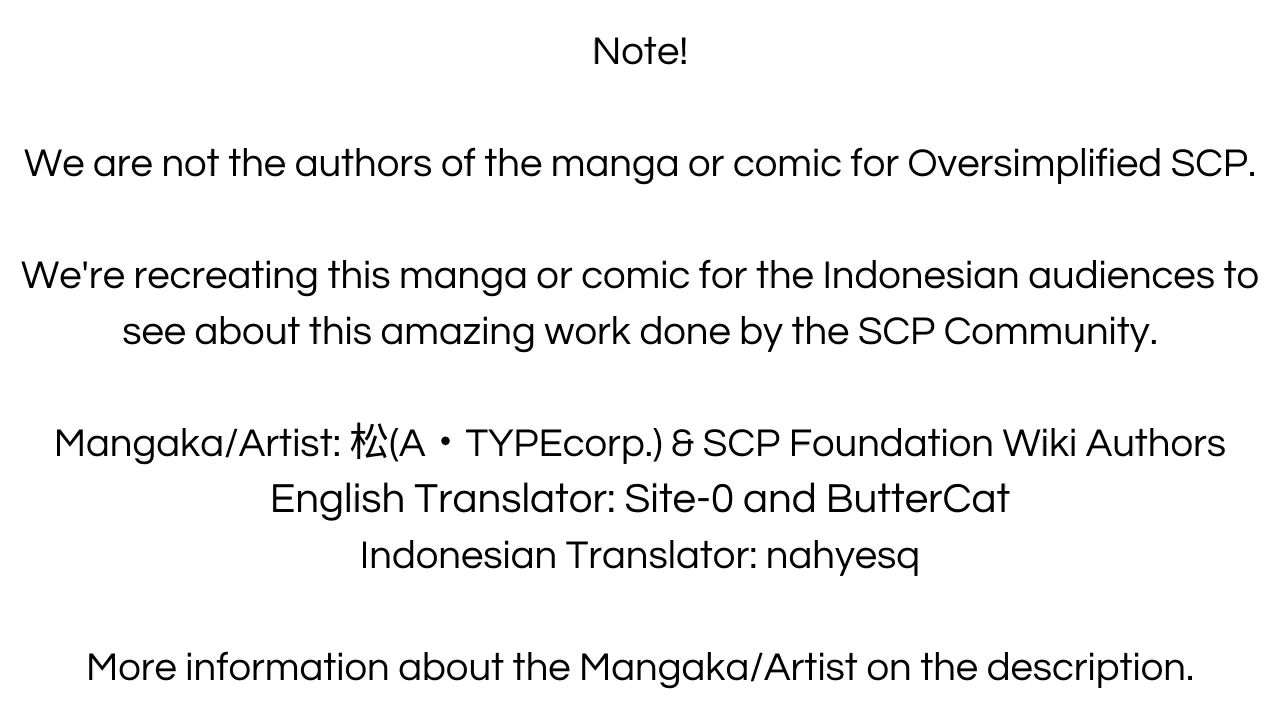 Note!
We are not the authors of the manga or comic for Oversimplified SCP.
We're recreating this manga or comic for the Indonesian audiences to
see about this amazing work done by the SCP Community.
Mangaka/Artist: 松(A・TYPEcorp.) & SCP Foundation Wiki Authors
English Translator: Site-0 and ButterCat
Indonesian Translator: nahyesq
More information about the Mangaka/Artist on the description.